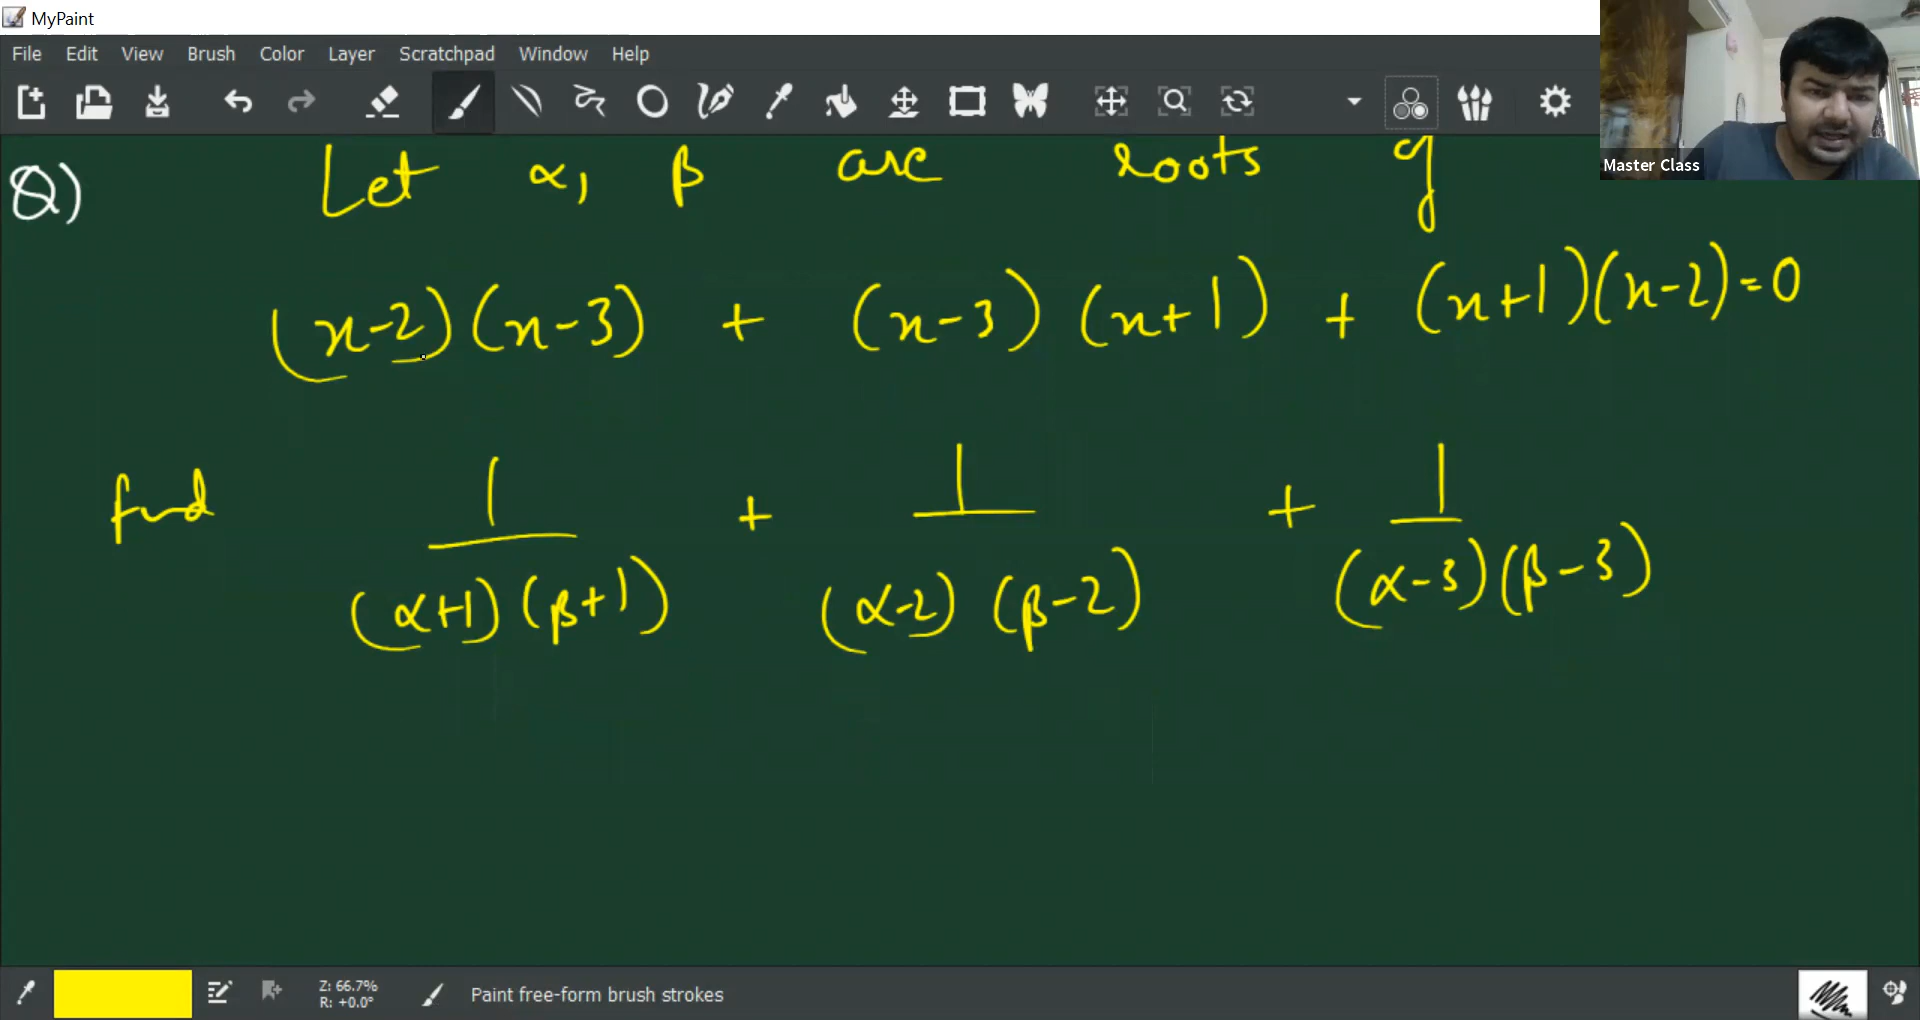 MyPaint
File Edit View Brush Color Layer Scratchpad Window Help
Master Class
Q) Let α, β are roots of
(x-2)(x-3) + (x-3)(x+1) + (x+1)(x-2)=0
find 1/(α+1)(β+1) + 1/(α-2)(β-2) + 1/(α-3)(β-3)
Z: 66.7%
R: +0.0°
Paint free-form brush strokes